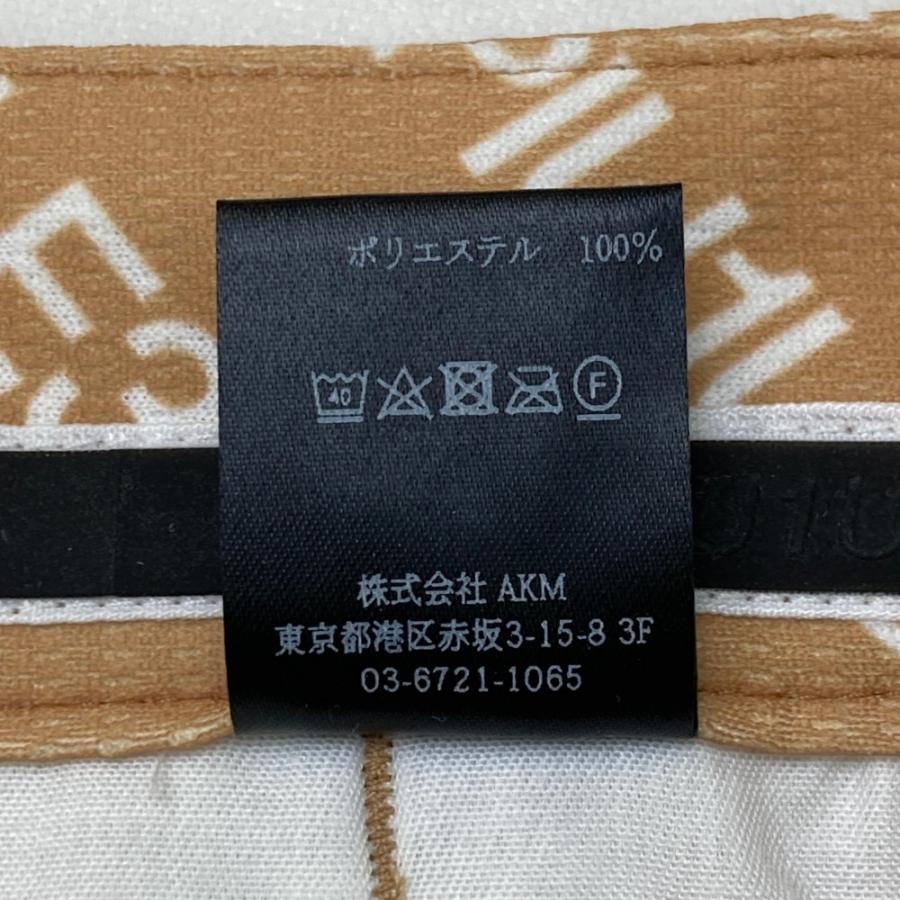 ポリエステル 100%
40
F
株式会社 AKM
東京都港区赤坂3-15-8 3F
03-6721-1065